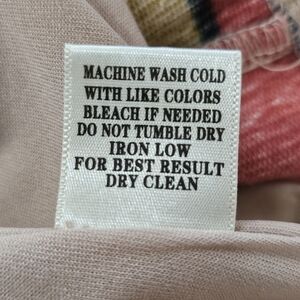 MACHINE WASH COLD
WITH LIKE COLORS
BLEACH IF NEEDED
DO NOT TUMBLE DRY
IRON LOW
FOR BEST RESULT
DRY CLEAN